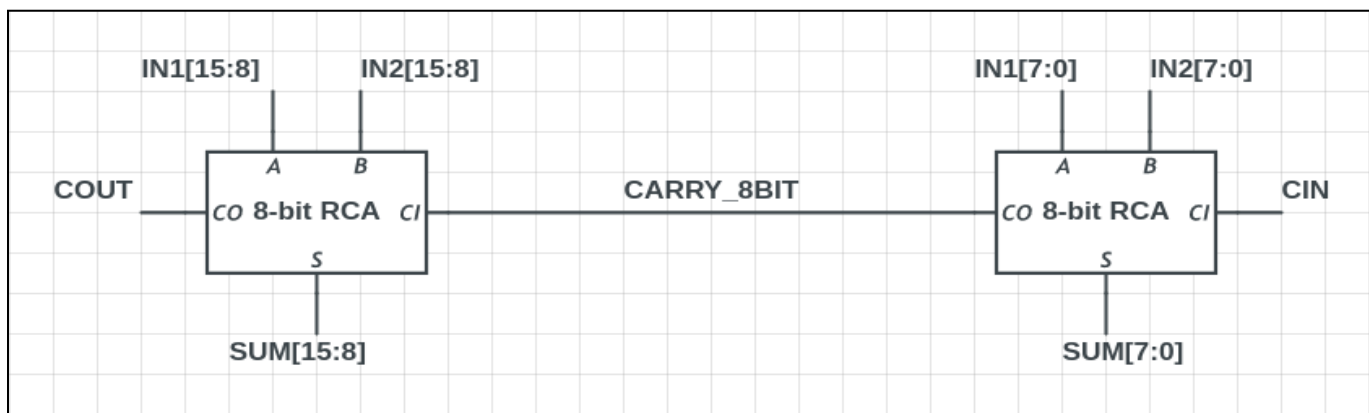 IN1[15:8] IN2[15:8] IN1[7:0] IN2[7:0]
A B A B
COUT CARRY_8BIT CIN
CO 8-bit RCA CI CO 8-bit RCA CI
S S
SUM[15:8] SUM[7:0]